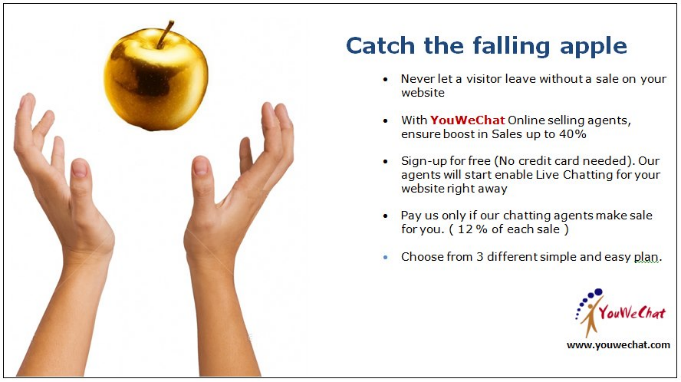 Catch the falling apple
• Never let a visitor leave without a sale on your
website
• With YouWeChat Online selling agents,
ensure boost in Sales up to 40%
• Sign-up for free (No credit card needed). Our
agents will start enable Live Chatting for your
website right away
• Pay us only if our chatting agents make sale
for you. ( 12 % of each sale )
• Choose from 3 different simple and easy plan.
YouWeChat
www.youwechat.com